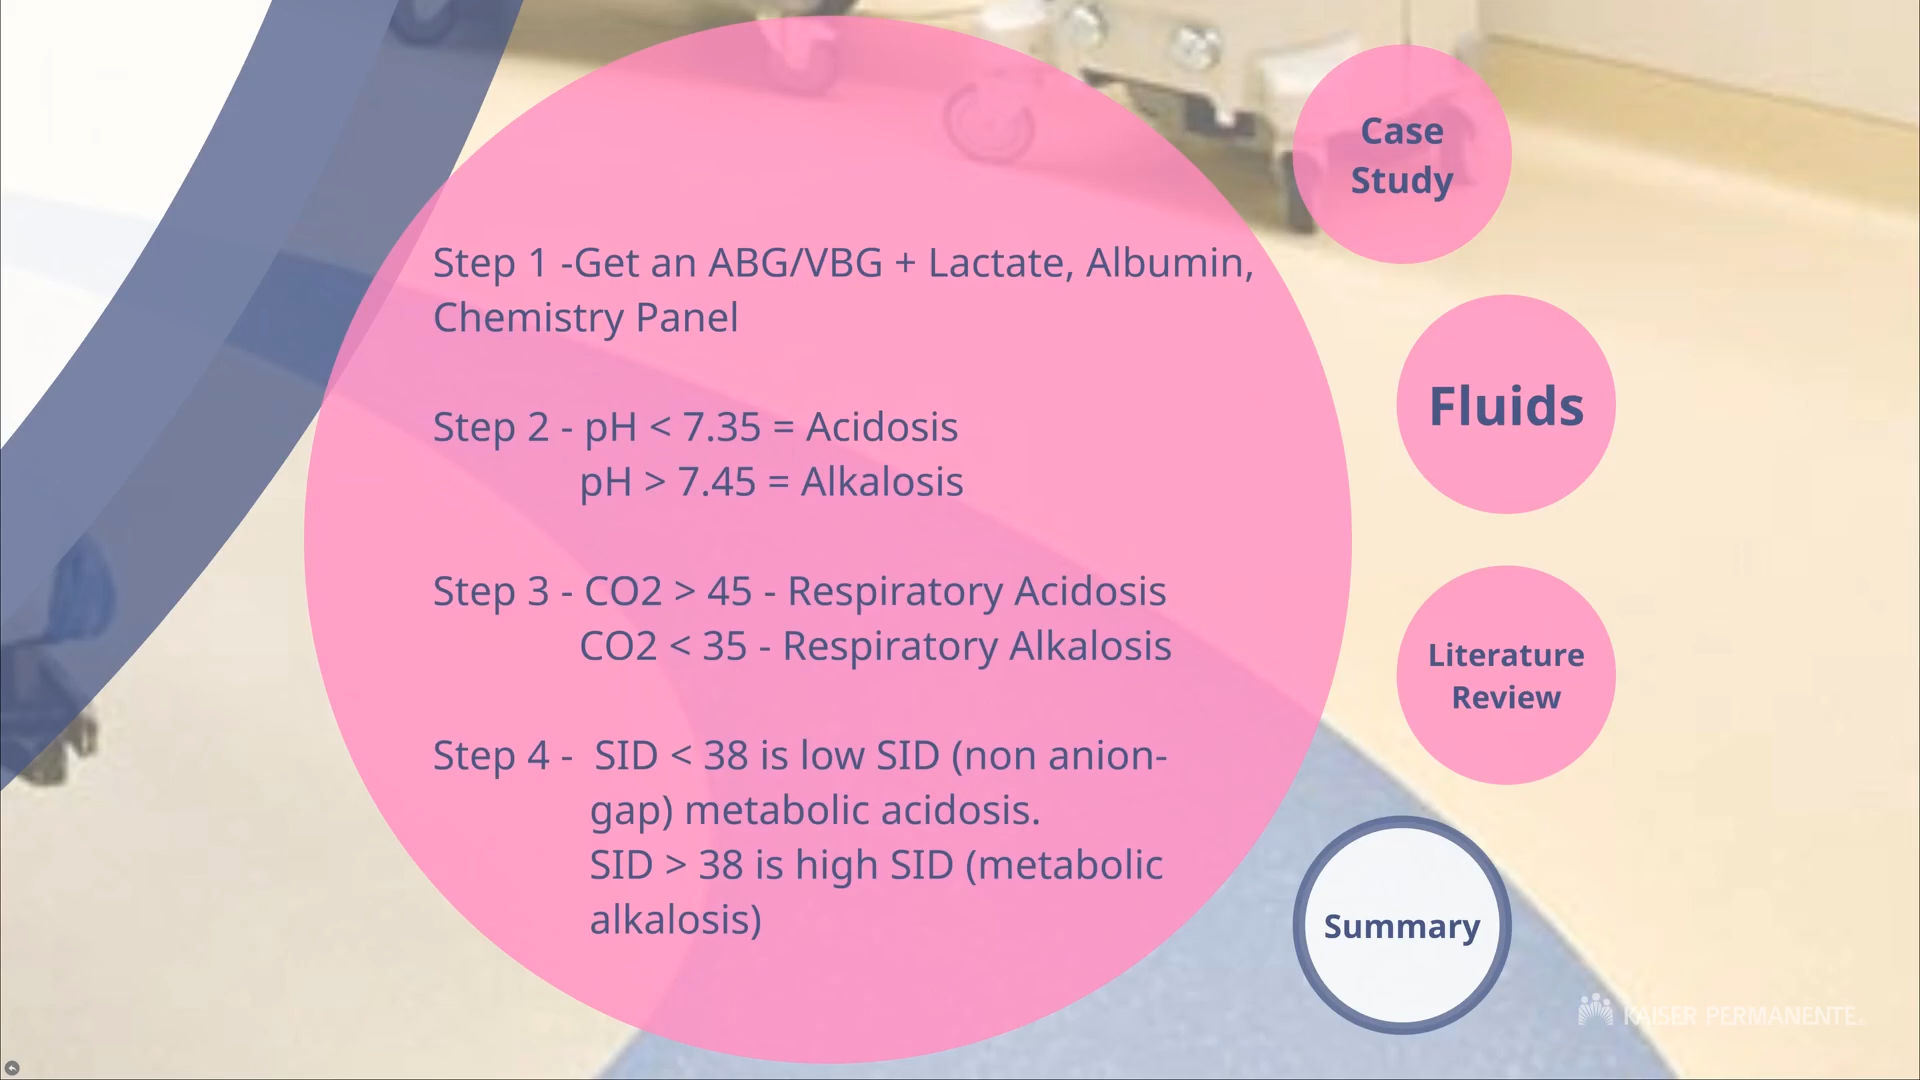 Step 1 -Get an ABG/VBG + Lactate, Albumin,
Chemistry Panel
Step 2 - pH < 7.35 = Acidosis
pH > 7.45 = Alkalosis
Step 3 - CO2 > 45 - Respiratory Acidosis
CO2 < 35 - Respiratory Alkalosis
Step 4 -  SID < 38 is low SID (non anion-
gap) metabolic acidosis.
SID > 38 is high SID (metabolic
alkalosis)
Case
Study
Fluids
Literature
Review
Summary
KAISER PERMANENTE.